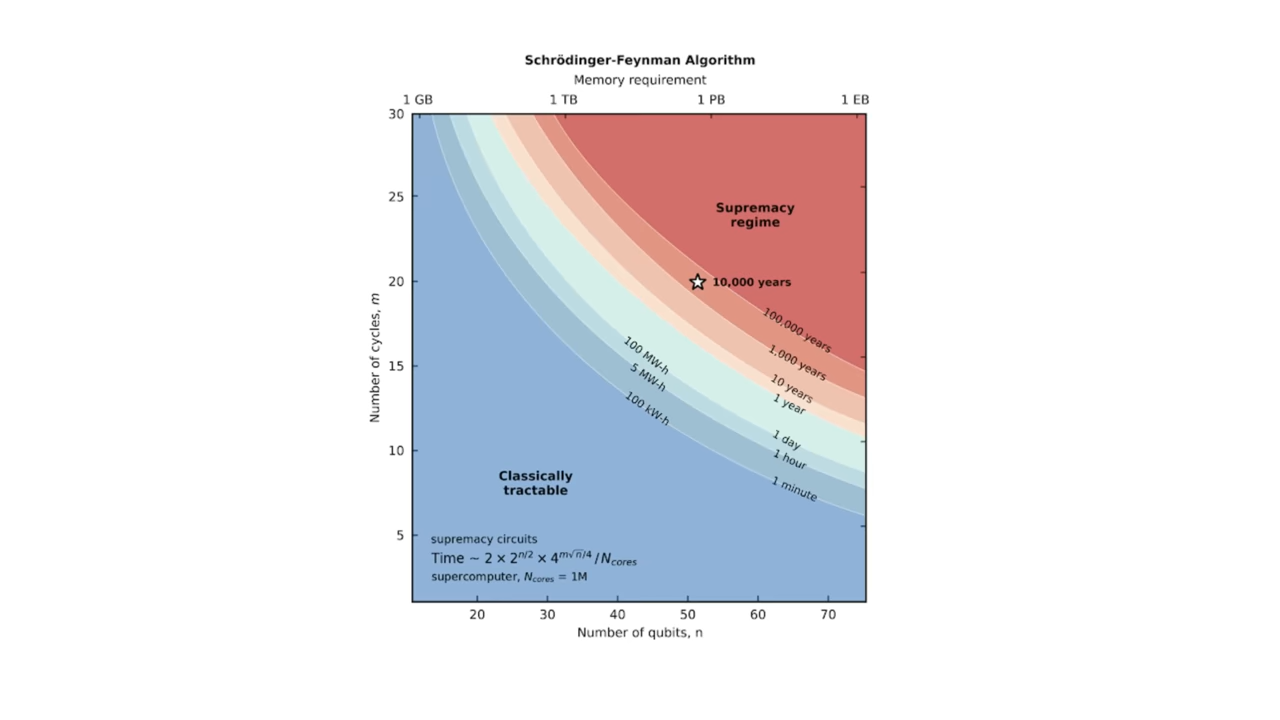 Schrödinger-Feynman Algorithm
Memory requirement
1 GB 1 TB 1 PB 1 EB
30
25
20
15
10
5
Number of cycles, m
Supremacy
regime
10,000 years
100,000 years
1,000 years
10 years
1 year
1 day
1 hour
1 minute
100 MW-h
5 MW-h
100 kW-h
Classically
tractable
supremacy circuits
Time ~ 2 × 2^{n/2} × 4^{m√n/4}/N_{cores}
supercomputer, N_{cores} = 1M
20 30 40 50 60 70
Number of qubits, n